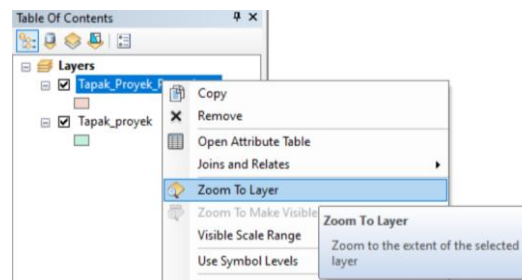 Table Of Contents
Layers
Tapak_Proyek_P
Copy
Remove
Tapak_proyek
Open Attribute Table
Joins and Relates
Zoom To Layer
Zoom To Make Visible
Visible Scale Range
Use Symbol Levels
Zoom To Layer
Zoom to the extent of the selected
layer